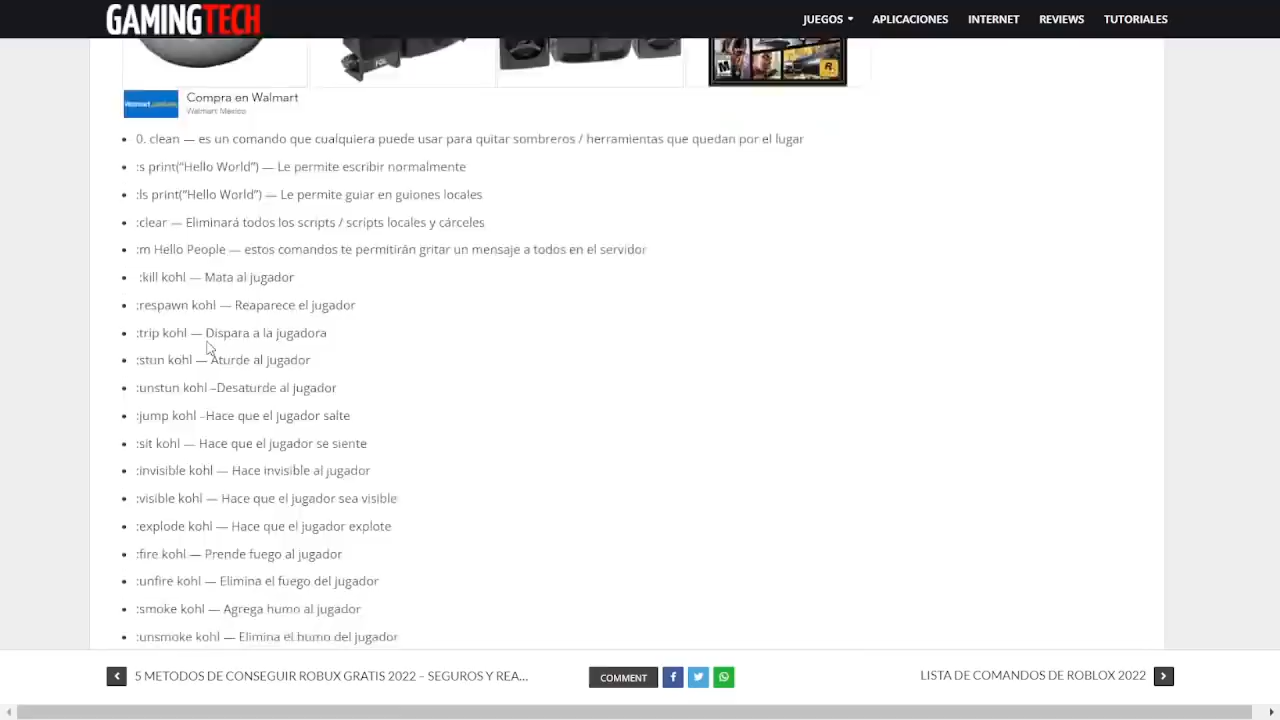 GAMINGTECH
JUEGOS
APLICACIONES
INTERNET
REVIEWS
TUTORIALES
Compra en Walmart
Walmart Mexico
0. clean — es un comando que cualquiera puede usar para quitar sombreros / herramientas que quedan por el lugar
:s print(“Hello World”) — Le permite escribir normalmente
:ls print(“Hello World”) — Le permite guiar en guiones locales
:clear — Eliminará todos los scripts / scripts locales y cárceles
:m Hello People — estos comandos te permitirán gritar un mensaje a todos en el servidor
:kill kohl — Mata al jugador
:respawn kohl — Reaparece el jugador
:trip kohl — Dispara a la jugadora
:stun kohl — Aturde al jugador
:unstun kohl –Desaturde al jugador
:jump kohl –Hace que el jugador salte
:sit kohl — Hace que el jugador se siente
:invisible kohl — Hace invisible al jugador
:visible kohl — Hace que el jugador sea visible
:explode kohl — Hace que el jugador explote
:fire kohl — Prende fuego al jugador
:unfire kohl — Elimina el fuego del jugador
:smoke kohl — Agrega humo al jugador
:unsmoke kohl — Elimina el humo del jugador
5 METODOS DE CONSEGUIR ROBUX GRATIS 2022 – SEGUROS Y REA...
COMMENT
LISTA DE COMANDOS DE ROBLOX 2022